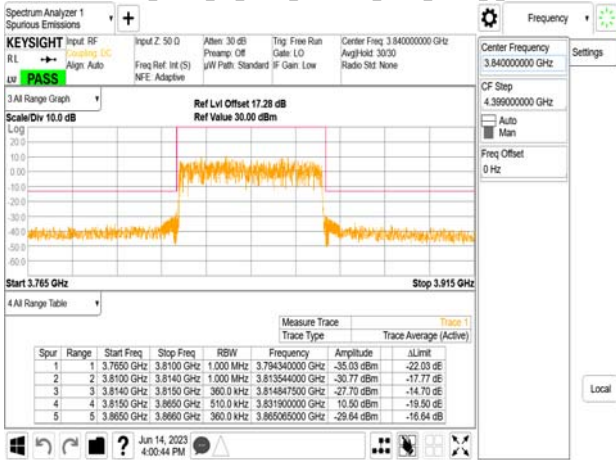 Spectrum Analyzer 1
Spurious Emissions
Frequency
KEYSIGHT
RL
LV PASS
Input: RF
Coupling: DC
Align: Auto
Input Z: 50 Ω
Freq Ref: Int (S)
NFE: Adaptive
Atten: 30 dB
Preamp: Off
µW Path: Standard
Trig: Free Run
Gate: LO
IF Gain: Low
Center Freq: 3.840000000 GHz
Avg|Hold: 30/30
Radio Std: None
3 All Range Graph
Scale/Div 10.0 dB
Ref Lvl Offset 17.28 dB
Ref Value 30.00 dBm
Log
20.0
10.0
0.00
-10.0
-20.0
-30.0
-40.0
-50.0
-60.0
Start 3.765 GHz
Stop 3.915 GHz
4 All Range Table
Measure Trace Trace 1
Trace Type Trace Average (Active)
Spur Range Start Freq Stop Freq RBW Frequency Amplitude ΔLimit
1 1 3.7650 GHz 3.8100 GHz 1.000 MHz 3.794340000 GHz -35.03 dBm -22.03 dB
2 2 3.8100 GHz 3.8140 GHz 1.000 MHz 3.813544000 GHz -30.77 dBm -17.77 dB
3 3 3.8140 GHz 3.8150 GHz 360.0 kHz 3.814847500 GHz -27.70 dBm -14.70 dB
4 4 3.8150 GHz 3.8650 GHz 510.0 kHz 3.831900000 GHz 10.50 dBm -19.50 dB
5 5 3.8650 GHz 3.8660 GHz 360.0 kHz 3.865065000 GHz -29.64 dBm -16.64 dB
Jun 14, 2023
4:00:44 PM
Center Frequency
3.840000000 GHz
CF Step
4.399000000 GHz
Auto
Man
Freq Offset
0 Hz
Settings
Local